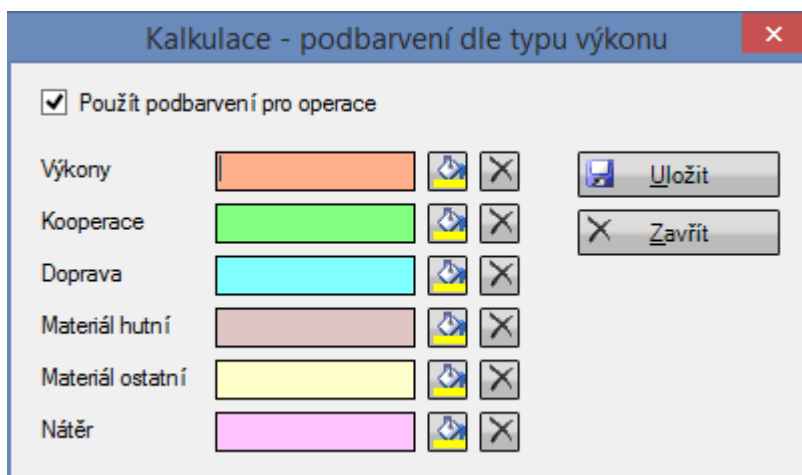 Kalkulace - podbarvení dle typu výkonu
Použít podbarvení pro operace
Výkony
Kooperace
Doprava
Materiál hutní
Materiál ostatní
Nátěr
Uložit
Zavřít